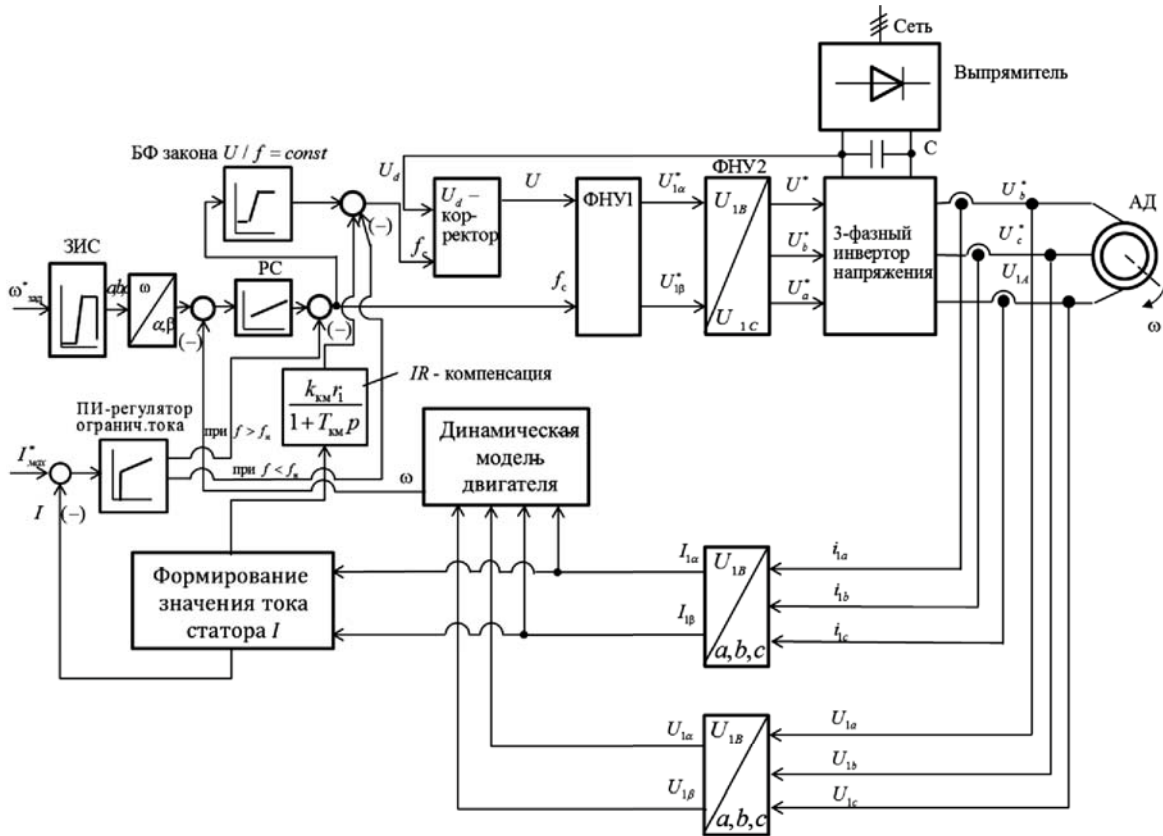 Сеть
Выпрямитель
C
БФ закона U / f = const
U_d
U_d –
кор-
ректор
f_c
U
ФНУ1
U*_1α
U*_1β
ФНУ2
U_1B
U_1C
U*
U*_b
U*_a
3-фазный
инвертор
напряжения
U*_b
U*_c
U_1A
АД
ω
ЗИС
ω*_зад
ω
α,β
(−)
РС
(−)
(−)
f_c
IR - компенсация
k_км r_1
1 + T_км p
ПИ-регулятор
огранич.тока
I*_max
I
(−)
при f > f_н
при f < f_н
ω
Динамическая
модель
двигателя
Формирование
значения тока
статора I
I_1α
I_1β
U_1B
a,b,c
i_1a
i_1b
i_1c
U_1α
U_1β
U_1B
a,b,c
U_1a
U_1b
U_1c